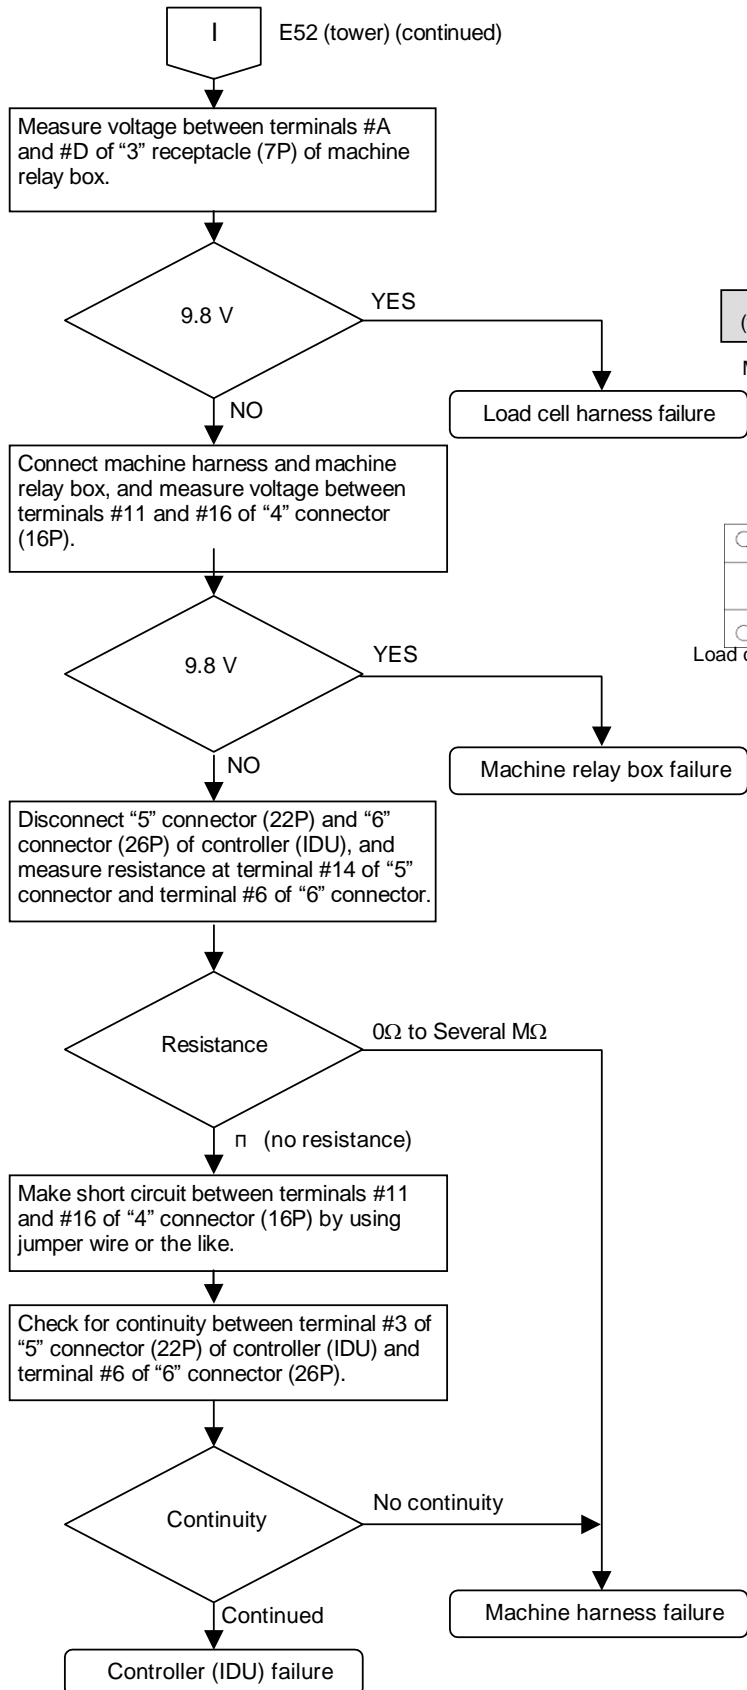 I
E52 (tower) (continued)
Measure voltage between terminals #A
and #D of “3” receptacle (7P) of machine
relay box.
9.8 V
YES
(
M
Load cell harness failure
NO
Connect machine harness and machine
relay box, and measure voltage between
terminals #11 and #16 of “4” connector
(16P).
9.8 V
YES
Load
Machine relay box failure
NO
Disconnect “5” connector (22P) and “6”
connector (26P) of controller (IDU), and
measure resistance at terminal #14 of “5”
connector and terminal #6 of “6” connector.
Resistance
0Ω to Several MΩ
п (no resistance)
Make short circuit between terminals #11
and #16 of “4” connector (16P) by using
jumper wire or the like.
Check for continuity between terminal #3 of
“5” connector (22P) of controller (IDU) and
terminal #6 of “6” connector (26P).
Continuity
No continuity
Continued
Machine harness failure
Controller (IDU) failure